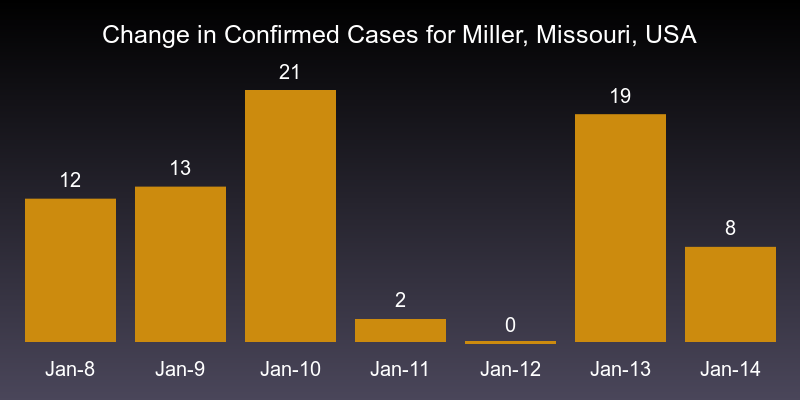 Change in Confirmed Cases for Miller, Missouri, USA
12
13
21
2
0
19
8
Jan-8
Jan-9
Jan-10
Jan-11
Jan-12
Jan-13
Jan-14